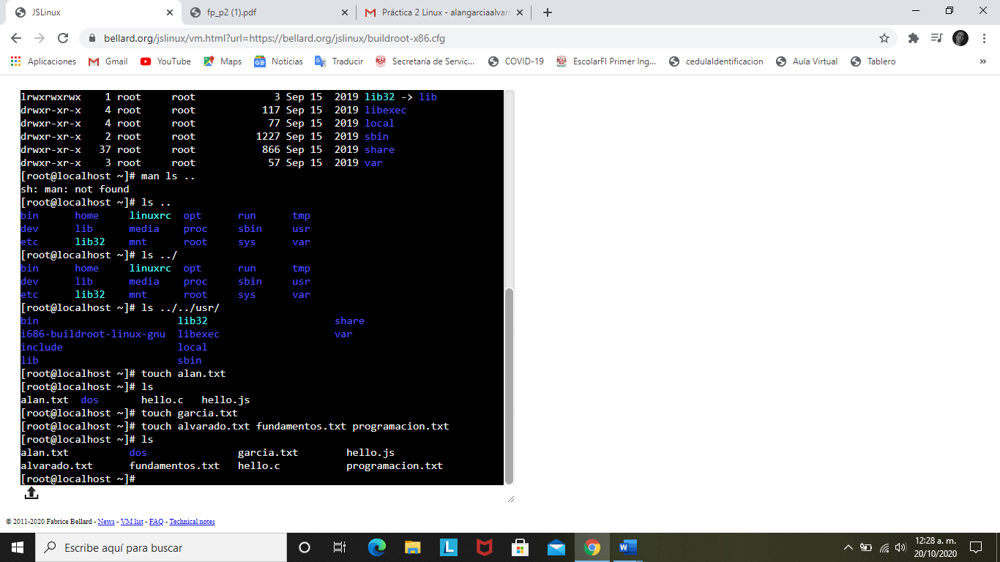 JSLinux
fp_p2 (1).pdf
Práctica 2 Linux - alangarciaalvar
bellard.org/jslinux/vm.html?url=https://bellard.org/jslinux/buildroot-x86.cfg
Aplicaciones Gmail YouTube Maps Noticias Traducir Secretaría de Servic... COVID-19 EscolarFI Primer Ing... cedulaIdentificacion Aula Virtual Tablero »
lrwxrwxrwx 1 root root 3 Sep 15 2019 lib32 -> lib
drwxr-xr-x 4 root root 117 Sep 15 2019 libexec
drwxr-xr-x 4 root root 77 Sep 15 2019 local
drwxr-xr-x 2 root root 1227 Sep 15 2019 sbin
drwxr-xr-x 37 root root 866 Sep 15 2019 share
drwxr-xr-x 3 root root 57 Sep 15 2019 var
[root@localhost ~]# man ls ..
sh: man: not found
[root@localhost ~]# ls ..
bin home linuxrc opt run tmp
dev lib media proc sbin usr
etc lib32 mnt root sys var
[root@localhost ~]# ls ../
bin home linuxrc opt run tmp
dev lib media proc sbin usr
etc lib32 mnt root sys var
[root@localhost ~]# ls ../../usr/
bin lib32 share
i686-buildroot-linux-gnu libexec var
include local
lib sbin
[root@localhost ~]# touch alan.txt
[root@localhost ~]# ls
alan.txt dos hello.c hello.js
[root@localhost ~]# touch garcia.txt
[root@localhost ~]# touch alvarado.txt fundamentos.txt programacion.txt
[root@localhost ~]# ls
alan.txt dos garcia.txt hello.js
alvarado.txt fundamentos.txt hello.c programacion.txt
[root@localhost ~]#
© 2011-2020 Fabrice Bellard - News - VM list - FAQ - Technical notes
Escribe aquí para buscar
12:28 a. m.
20/10/2020